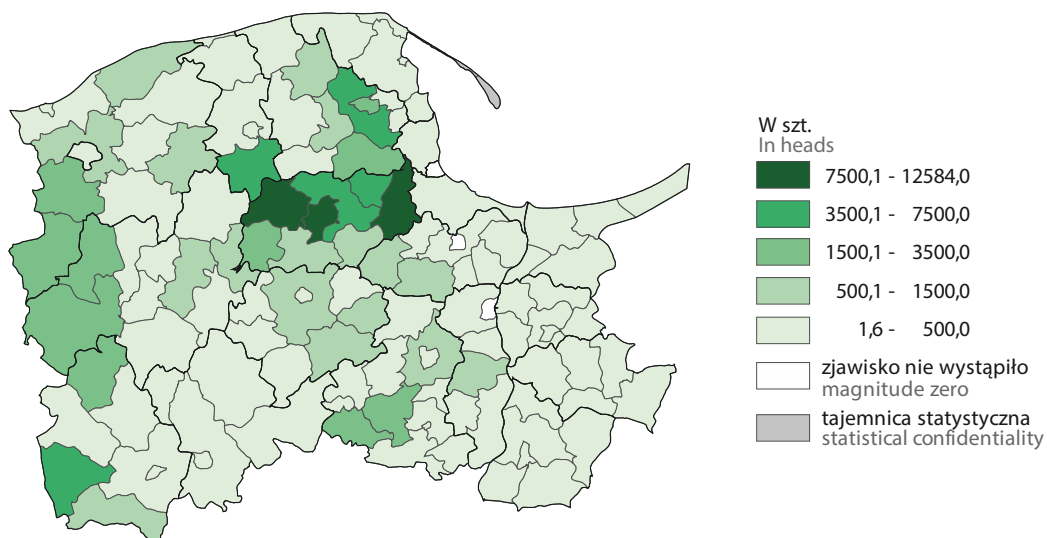 W szt.
In heads
7500,1 - 12584,0
3500,1 - 7500,0
1500,1 - 3500,0
500,1 - 1500,0
1,6 - 500,0
zjawisko nie wystąpiło
magnitude zero
tajemnica statystyczna
statistical confidentiality